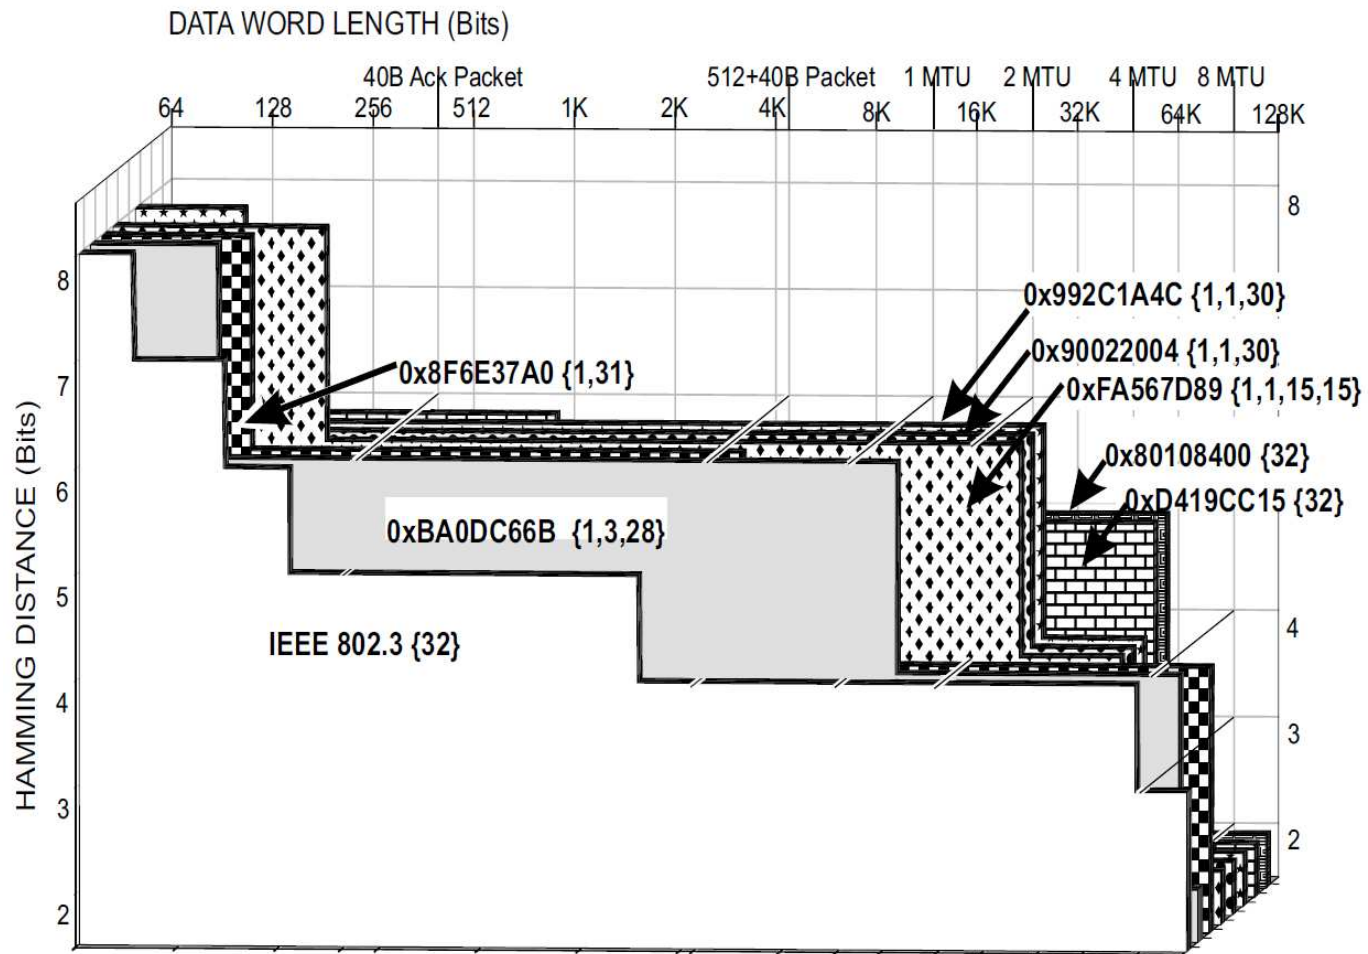 DATA WORD LENGTH (Bits)
40B Ack Packet 512+40B Packet 1 MTU 2 MTU 4 MTU 8 MTU
64 128 256 512 1K 2K 4K 8K 16K 32K 64K 128K
HAMMING DISTANCE (Bits)
8
7
6
5
4
3
2
8
4
3
2
0x992C1A4C {1,1,30}
0x90022004 {1,1,30}
0x8F6E37A0 {1,31}
0xFA567D89 {1,1,15,15}
0x80108400 {32}
0xD419CC15 {32}
0xBA0DC66B {1,3,28}
IEEE 802.3 {32}